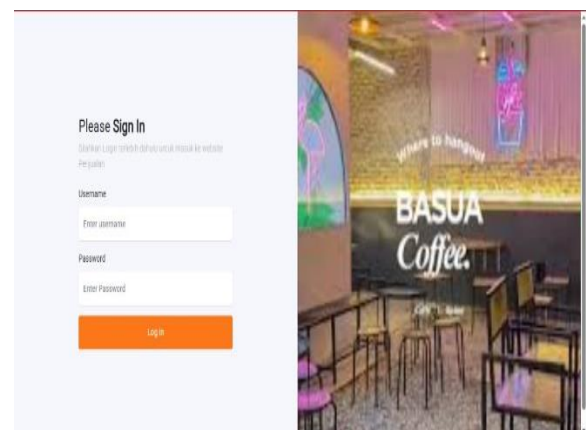 Please Sign In
Silahkan Login terlebih dahulu untuk masuk ke website
Penjualan
Username
Enter username
Password
Enter Password
Log In
Where to hangout
BASUA
Coffee.